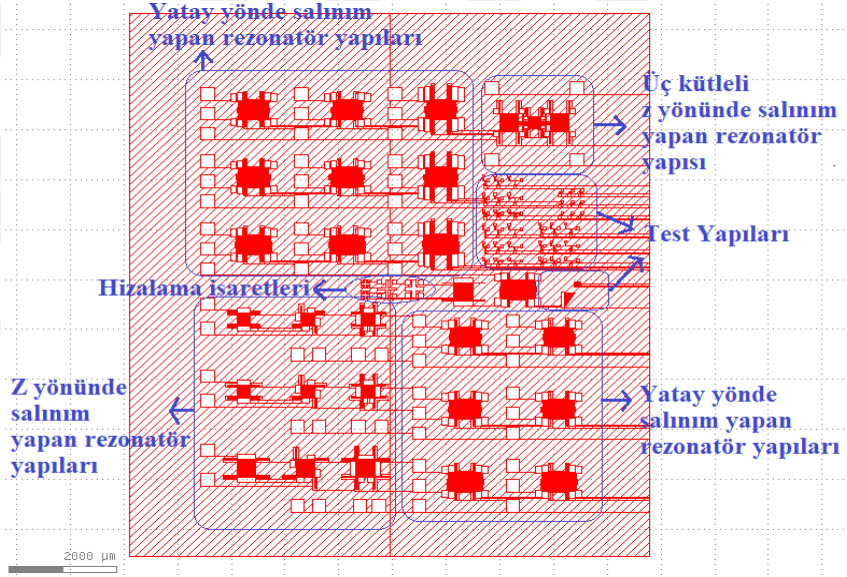 Yatay yönde salınım
yapan rezonatör yapıları
Üç kütleli
z yönünde salınım
yapan rezonatör
yapısı
Test Yapıları
Hizalama isaretleri
Z yönünde
salınım
yapan rezonatör
yapıları
Yatay yönde
salınım yapan
rezonatör yapıları
2000 µm